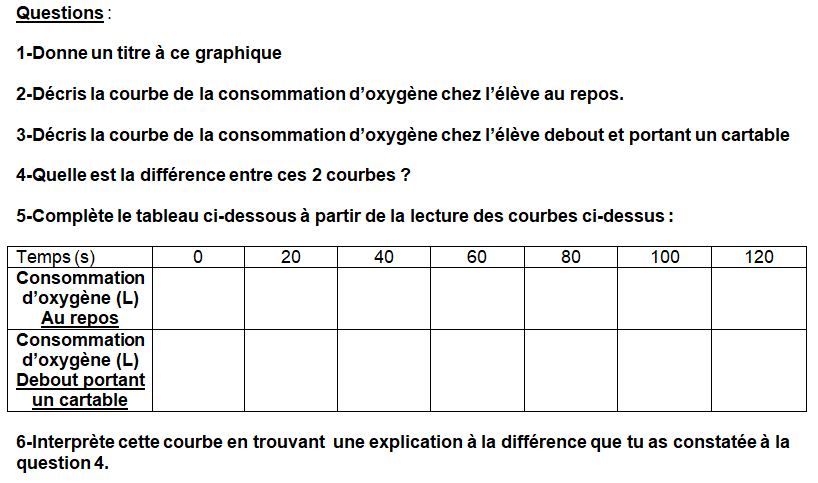 Questions :
1-Donne un titre à ce graphique
2-Décris la courbe de la consommation d’oxygène chez l’élève au repos.
3-Décris la courbe de la consommation d’oxygène chez l’élève debout et portant un cartable
4-Quelle est la différence entre ces 2 courbes ?
5-Complète le tableau ci-dessous à partir de la lecture des courbes ci-dessus :
Temps (s) 0 20 40 60 80 100 120
Consommation
d’oxygène (L)
Au repos
Consommation
d’oxygène (L)
Debout portant
un cartable
6-Interprète cette courbe en trouvant une explication à la différence que tu as constatée à la
question 4.